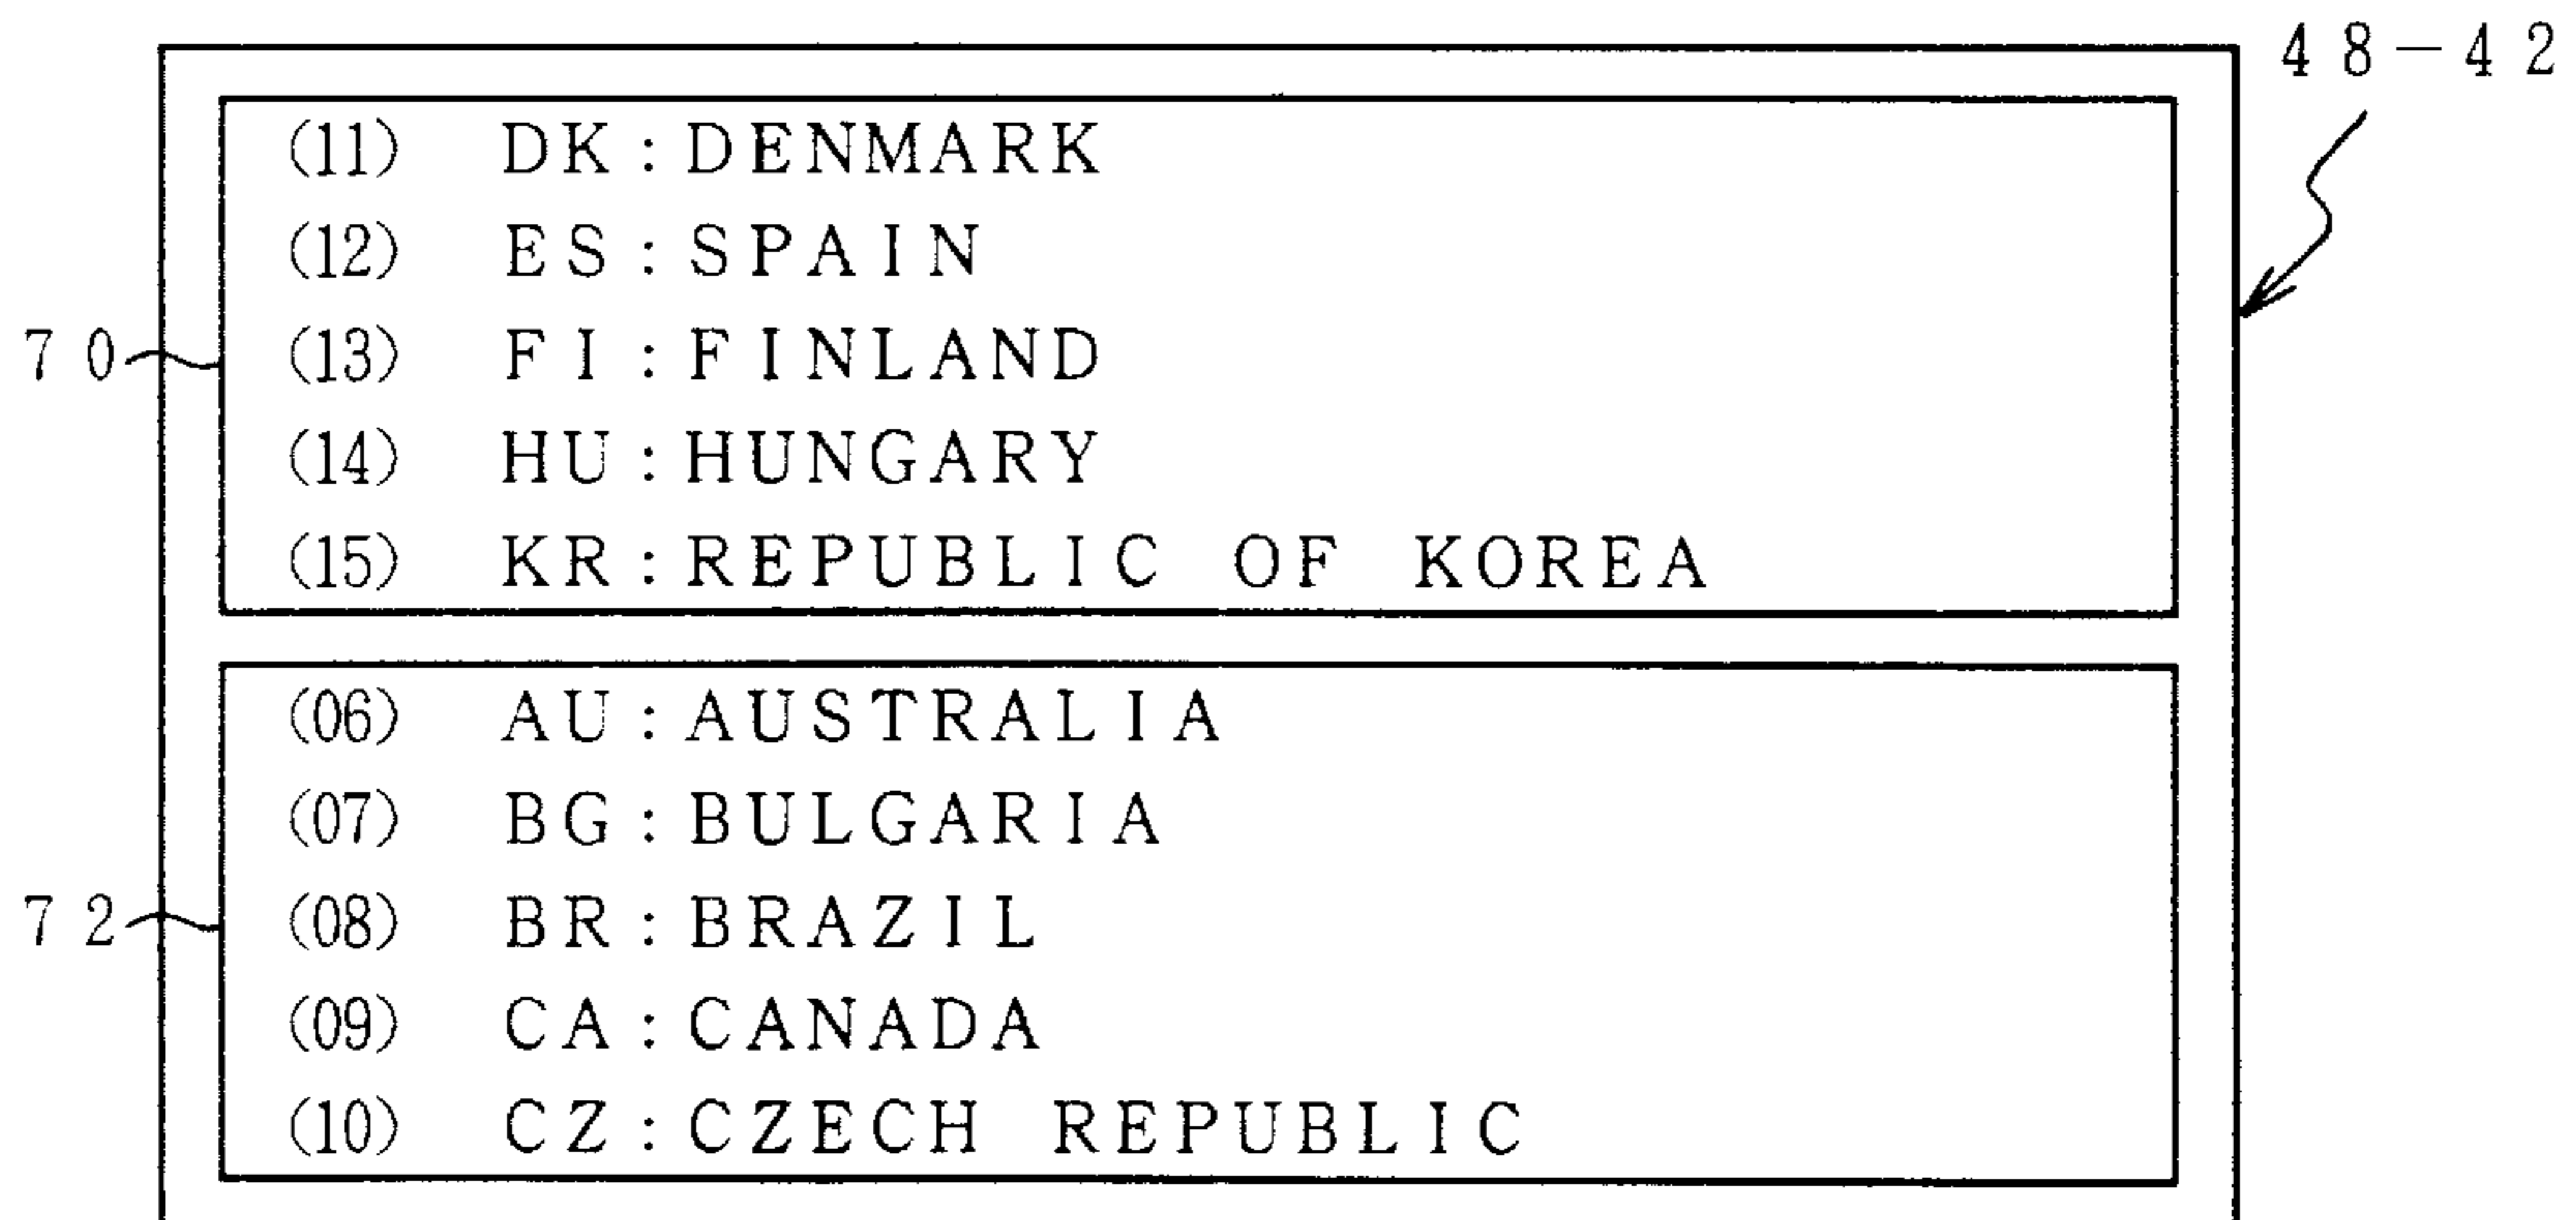 48-42
(11) DK:DENMARK
(12) ES:SPAIN
70 (13) FI:FINLAND
(14) HU:HUNGARY
(15) KR:REPUBLIC OF KOREA
(06) AU:AUSTRALIA
(07) BG:BULGARIA
72 (08) BR:BRAZIL
(09) CA:CANADA
(10) CZ:CZECH REPUBLIC